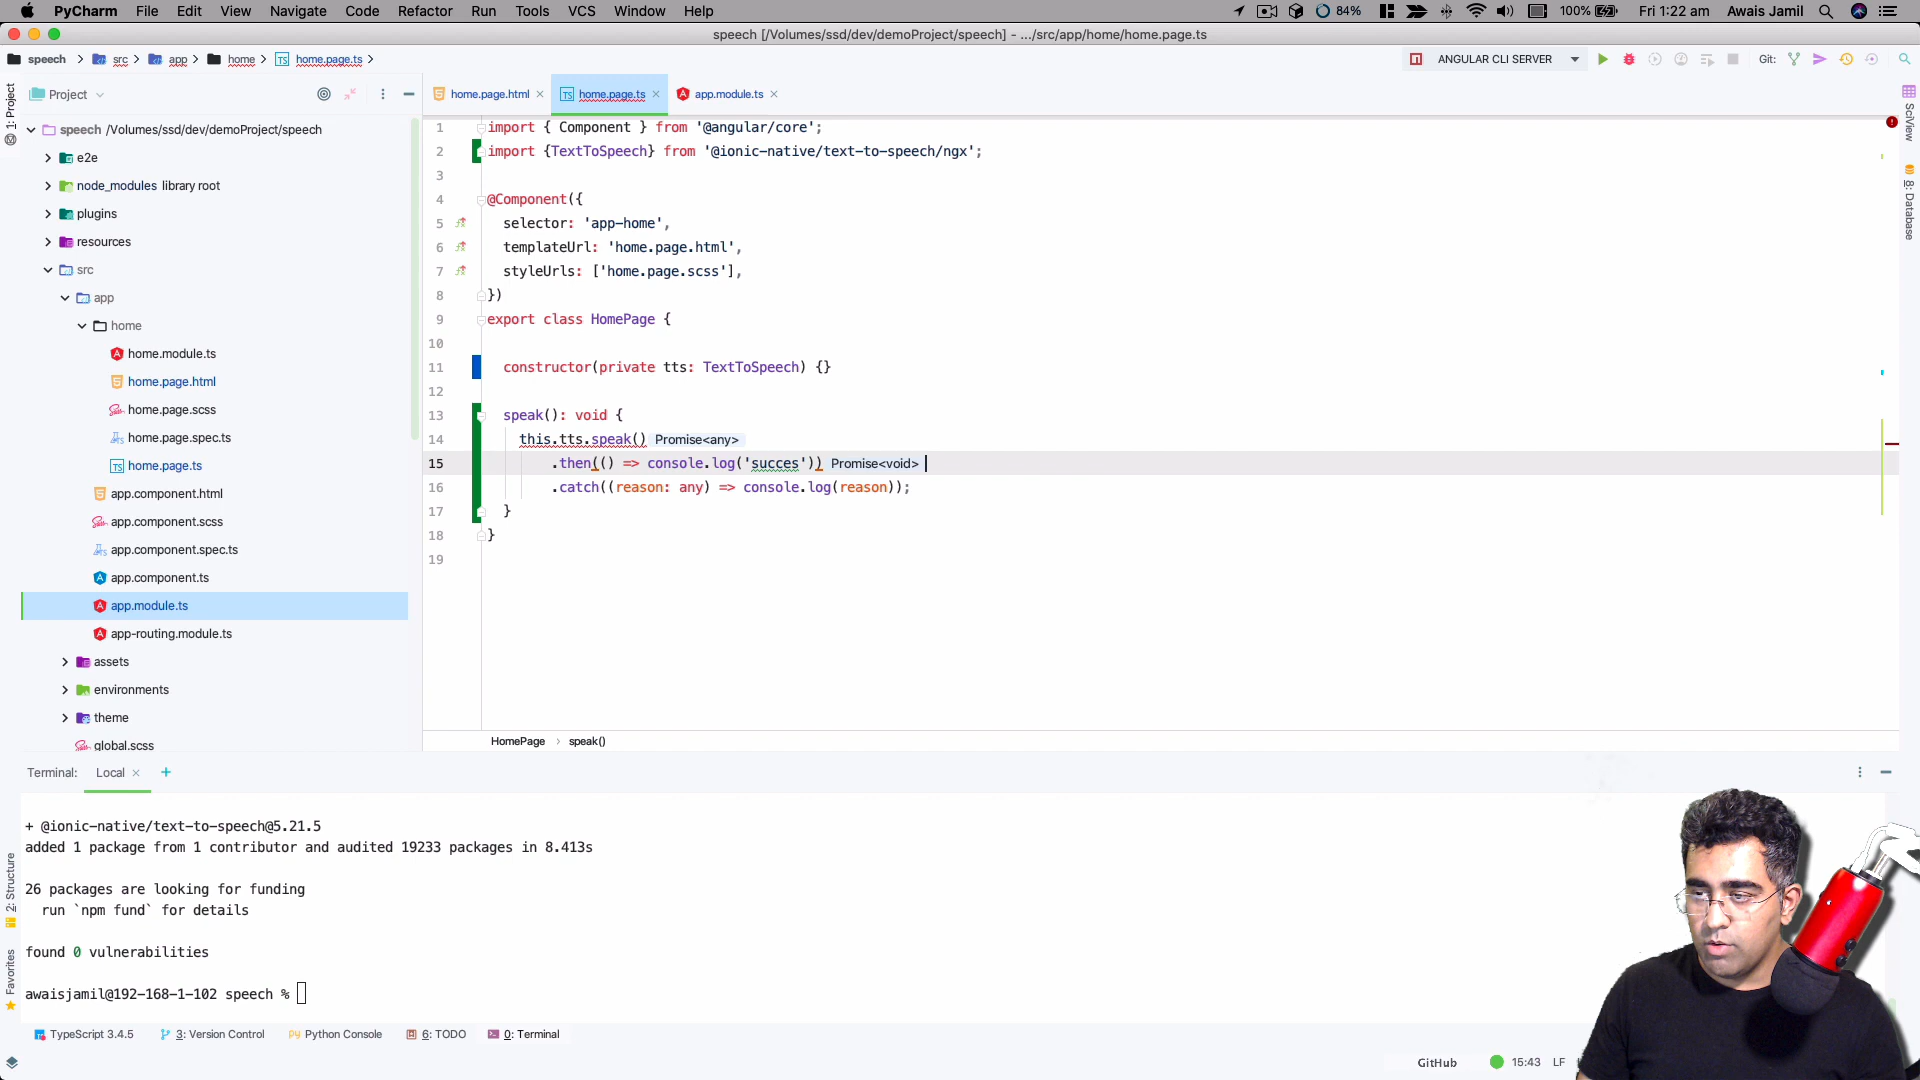 PyCharm File Edit View Navigate Code Refactor Run Tools VCS Window Help 84% 100% Fri 1:22 am Awais Jamil
speech [/Volumes/ssd/dev/demoProject/speech] - .../src/app/home/home.page.ts
speech src app home home.page.ts ANGULAR CLI SERVER Git:
Project home.page.html home.page.ts app.module.ts
1: Project
speech /Volumes/ssd/dev/demoProject/speech
e2e
node_modules library root
plugins
resources
src
app
home
home.module.ts
home.page.html
home.page.scss
home.page.spec.ts
home.page.ts
app.component.html
app.component.scss
app.component.spec.ts
app.component.ts
app.module.ts
app-routing.module.ts
assets
environments
theme
global.scss
1 import { Component } from '@angular/core';
2 import {TextToSpeech} from '@ionic-native/text-to-speech/ngx';
3
4 @Component({
5 selector: 'app-home',
6 templateUrl: 'home.page.html',
7 styleUrls: ['home.page.scss'],
8 })
9 export class HomePage {
10
11 constructor(private tts: TextToSpeech) {}
12
13 speak(): void {
14 this.tts.speak() Promise<any>
15 .then(() => console.log('succes')) Promise<void>
16 .catch((reason: any) => console.log(reason));
17 }
18 }
19
HomePage speak()
SciView
8: Database
Terminal: Local
+ @ionic-native/text-to-speech@5.21.5
added 1 package from 1 contributor and audited 19233 packages in 8.413s
26 packages are looking for funding
run `npm fund` for details
found 0 vulnerabilities
awaisjamil@192-168-1-102 speech %
2: Structure
Favorites
TypeScript 3.4.5 3: Version Control Python Console 6: TODO 0: Terminal
GitHub 15:43 LF